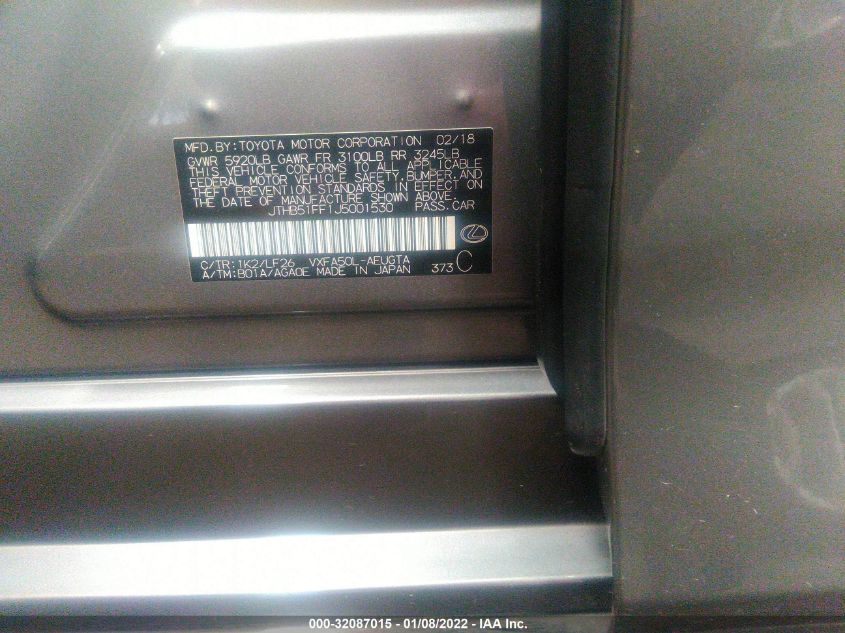 MFD.BY:TOYOTA MOTOR CORPORATION 02/18
GVWR 5920LB GAWR FR 3100LB RR 3245LB
THIS VEHICLE CONFORMS TO ALL APPLICABLE
FEDERAL MOTOR VEHICLE SAFETY,BUMPER,AND
THEFT PREVENTION STANDARDS IN EFFECT ON
THE DATE OF MANUFACTURE SHOWN ABOVE.
JTHB51FF1J5001530 PASS.CAR
C/TR:1K2/LF26 VXFA50L-AEUGTA
A/TM:B01A/AGA0E MADE IN JAPAN 373 C
000-32087015 - 01/08/2022 - IAA Inc.